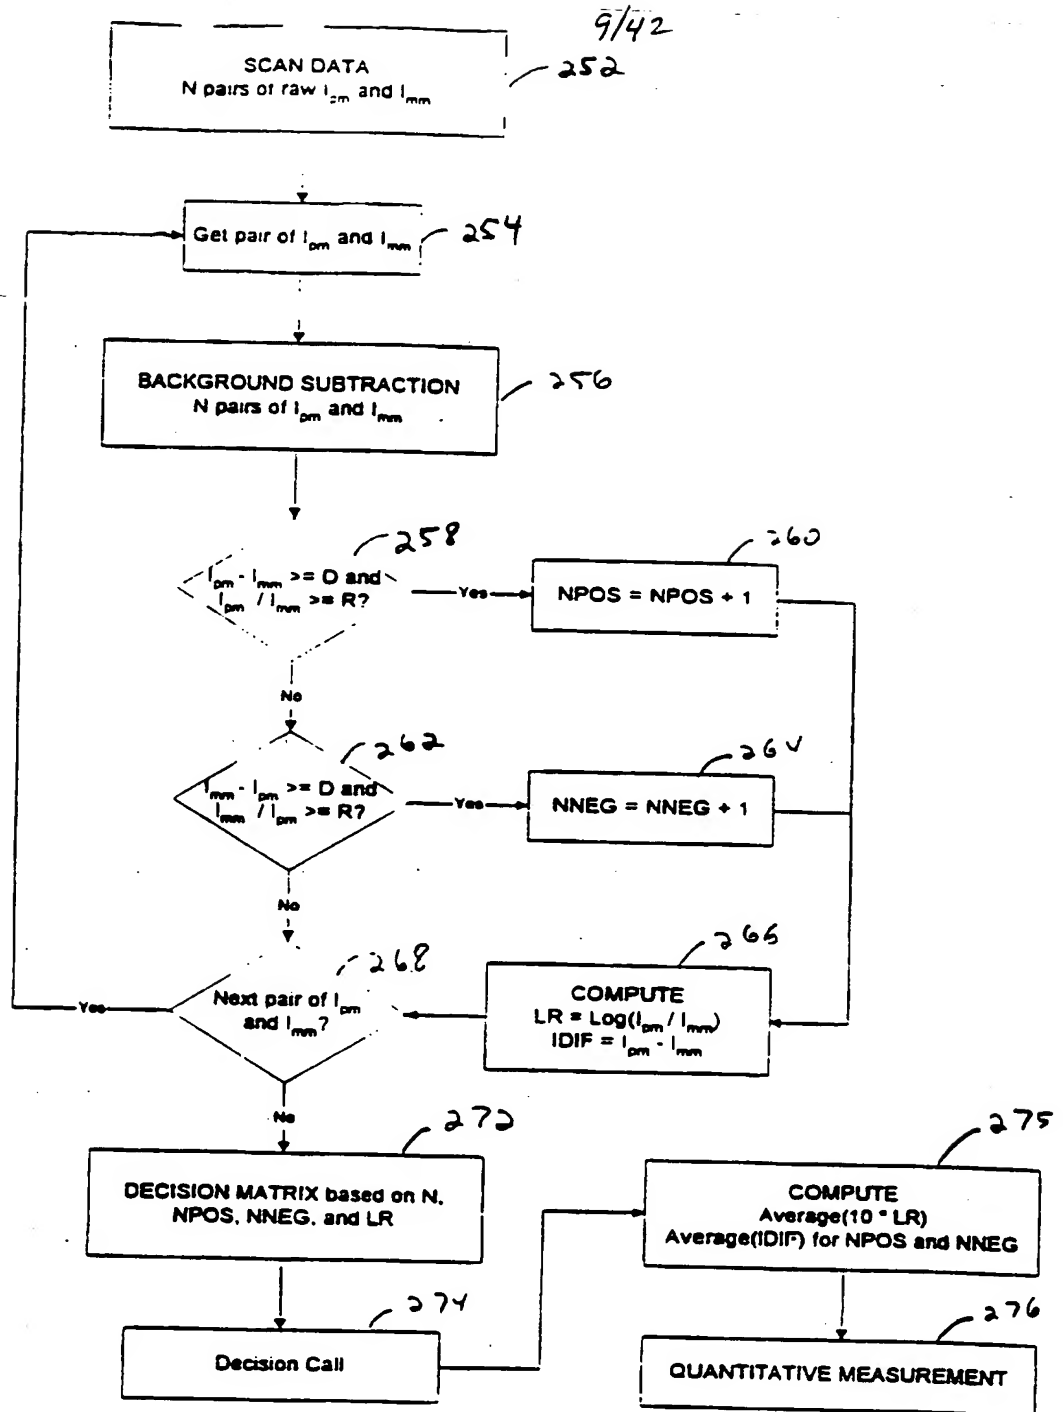 9/42
SCAN DATA
N pairs of raw Ipm and Imm
252
Get pair of Ipm and Imm
254
BACKGROUND SUBTRACTION
N pairs of Ipm and Imm
256
Ipm - Imm >= D and
Ipm / Imm >= R?
258
Yes
NPOS = NPOS + 1
260
No
Imm - Ipm >= D and
Imm / Ipm >= R?
262
Yes
NNEG = NNEG + 1
264
No
Next pair of Ipm
and Imm?
268
Yes
COMPUTE
LR = Log(Ipm / Imm)
IDIF = Ipm - Imm
266
No
DECISION MATRIX based on N,
NPOS, NNEG, and LR
272
Decision Call
274
COMPUTE
Average(10 * LR)
Average(IDIF) for NPOS and NNEG
275
QUANTITATIVE MEASUREMENT
276